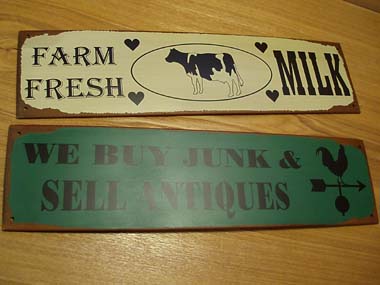 FARM FRESH MILK
WE BUY JUNK &
SELL ANTIQUES